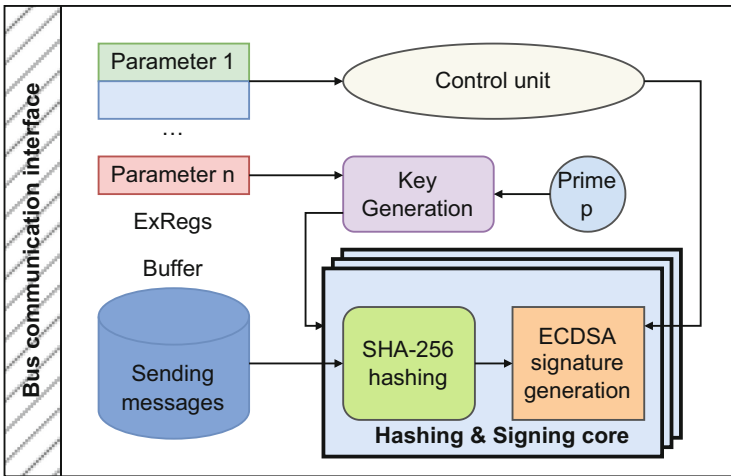 Bus communication interface
Parameter 1
...
Parameter n
ExRegs
Buffer
Sending
messages
Control unit
Key
Generation
Prime
p
SHA-256
hashing
ECDSA
signature
generation
Hashing & Signing core